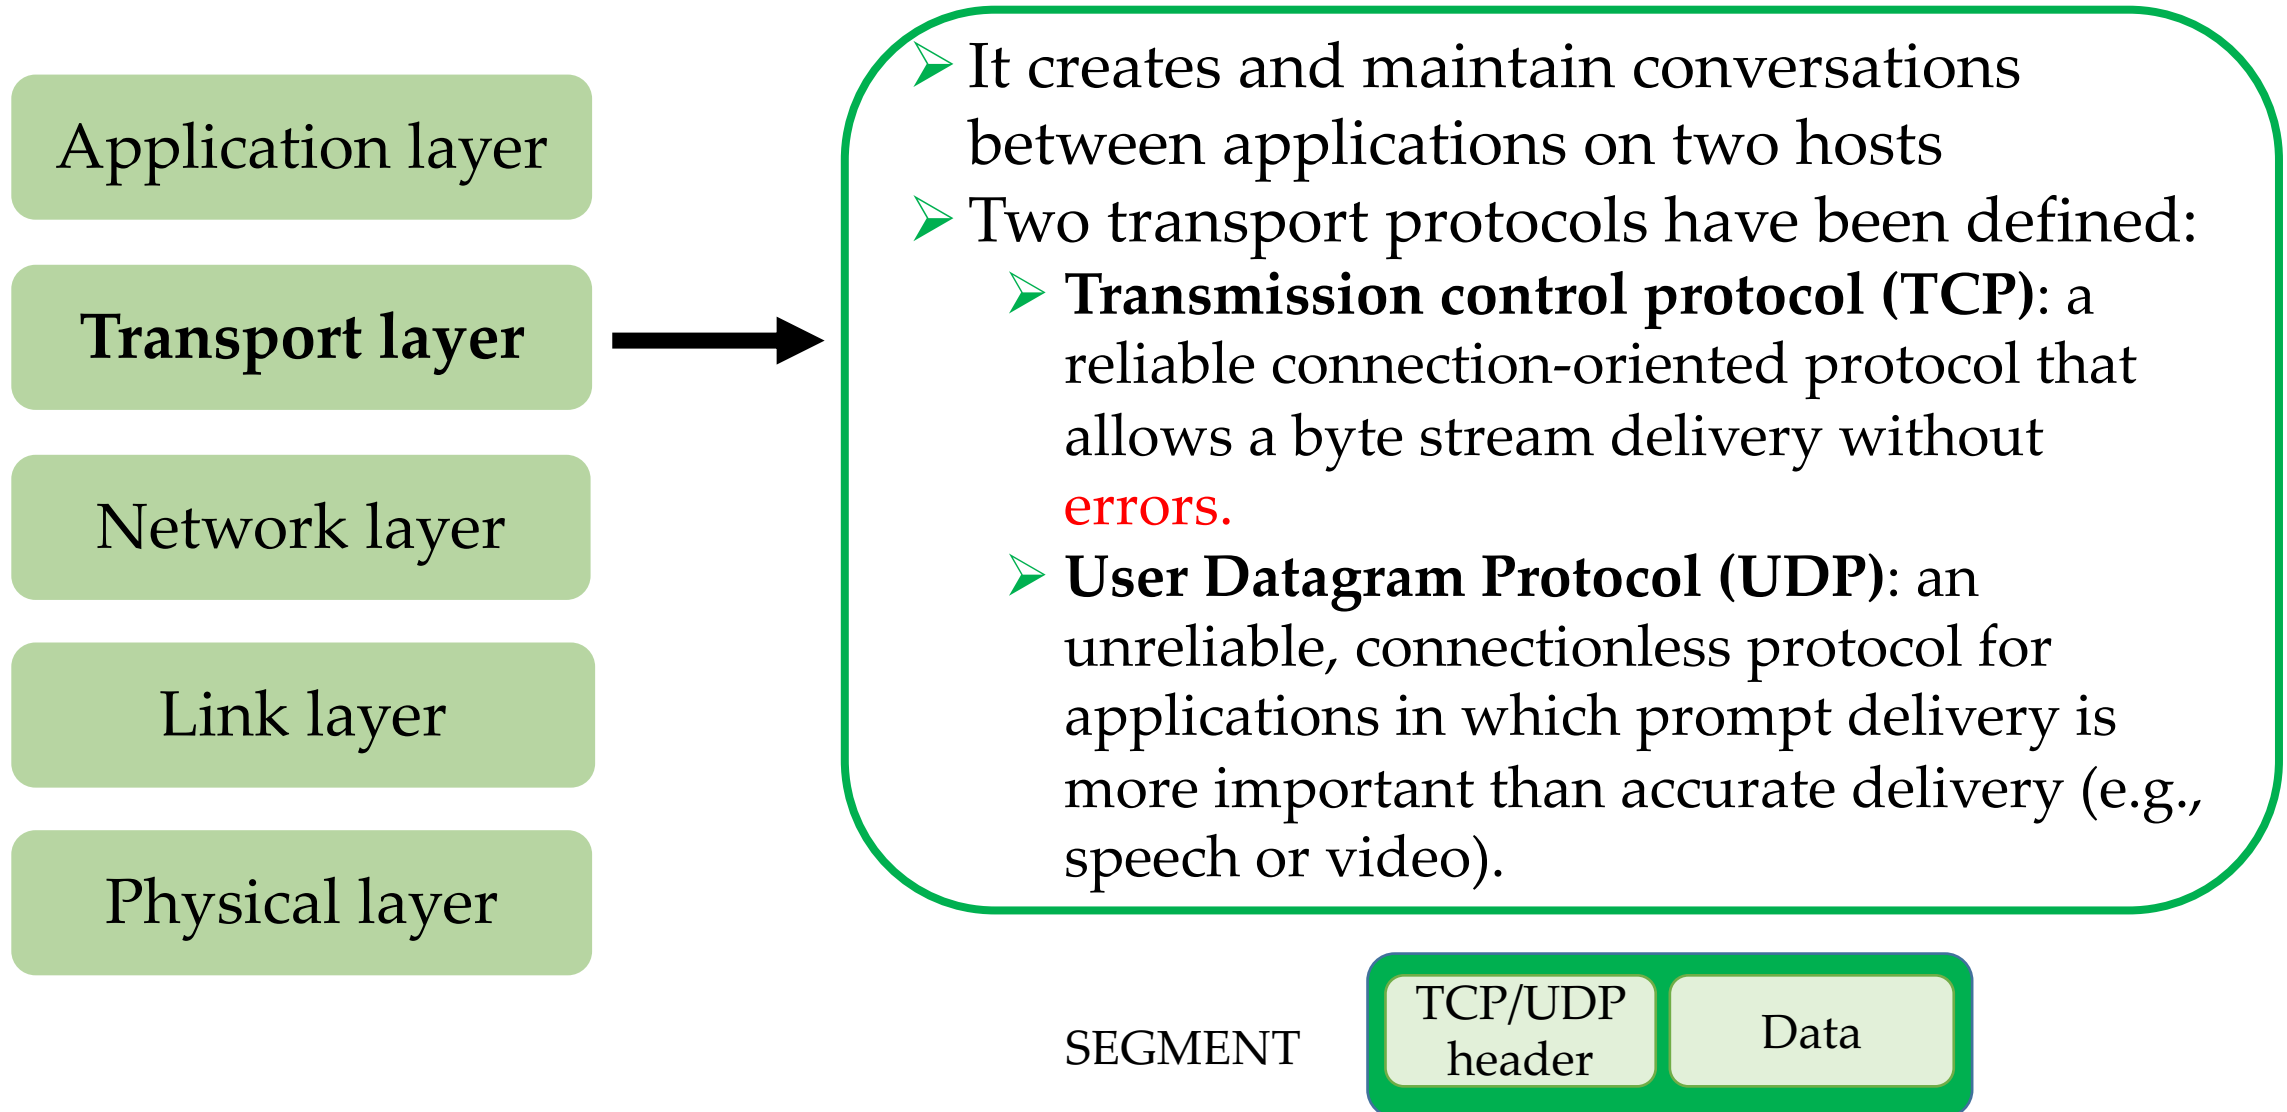 Application layer
Transport layer
Network layer
Link layer
Physical layer
It creates and maintain conversations
between applications on two hosts
Two transport protocols have been defined:
Transmission control protocol (TCP): a
reliable connection-oriented protocol that
allows a byte stream delivery without
errors.
User Datagram Protocol (UDP): an
unreliable, connectionless protocol for
applications in which prompt delivery is
more important than accurate delivery (e.g.,
speech or video).
SEGMENT
TCP/UDP
header
Data